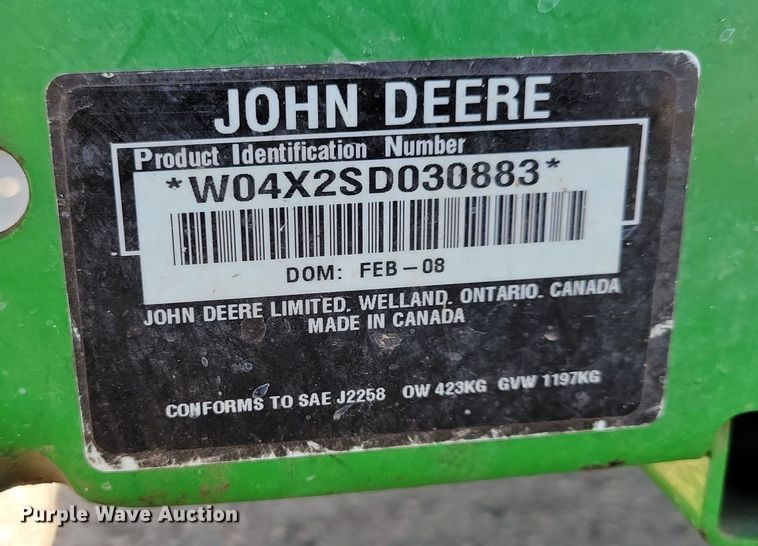 JOHN DEERE
Product Identification Number
*W04X2SD030883*
DOM: FEB-08
JOHN DEERE LIMITED. WELLAND. ONTARIO. CANADA
MADE IN CANADA
CONFORMS TO SAE J2258 OW 423KG GVW 1197KG
Purple Wave Auction